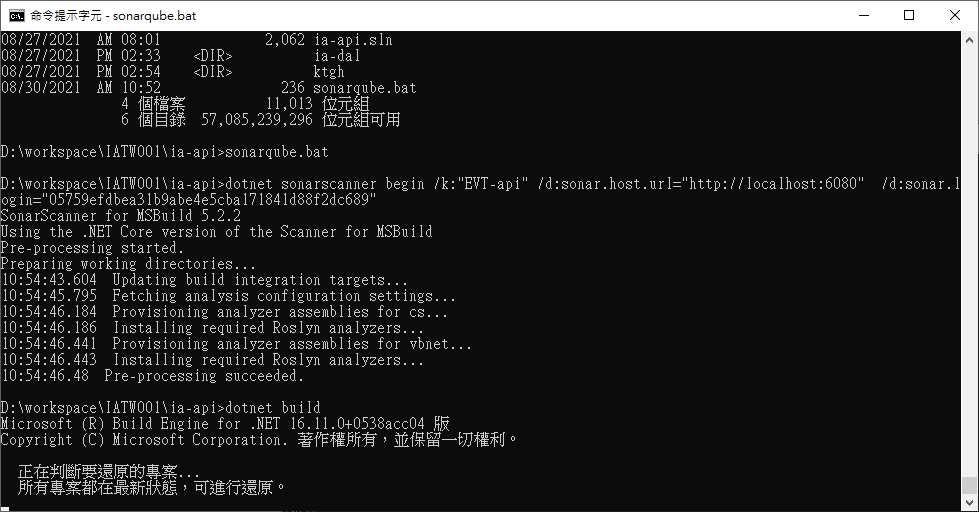 命令提示字元 - sonarqube.bat
08/27/2021  AM 08:01             2,062 ia-api.sln
08/27/2021  PM 02:33    <DIR>          ia-dal
08/27/2021  PM 02:54    <DIR>          ktgh
08/30/2021  AM 10:52               236 sonarqube.bat
               4 個檔案          11,013 位元組
               6 個目錄  57,085,239,296 位元組可用
D:\workspace\IATW001\ia-api>sonarqube.bat
D:\workspace\IATW001\ia-api>dotnet sonarscanner begin /k:"EVT-api" /d:sonar.host.url="http://localhost:6080"  /d:sonar.l
ogin="05759efdbea31b9abe4e5cba171841d88f2dc689"
SonarScanner for MSBuild 5.2.2
Using the .NET Core version of the Scanner for MSBuild
Pre-processing started.
Preparing working directories...
10:54:43.604  Updating build integration targets...
10:54:45.795  Fetching analysis configuration settings...
10:54:46.184  Provisioning analyzer assemblies for cs...
10:54:46.186  Installing required Roslyn analyzers...
10:54:46.441  Provisioning analyzer assemblies for vbnet...
10:54:46.443  Installing required Roslyn analyzers...
10:54:46.48  Pre-processing succeeded.
D:\workspace\IATW001\ia-api>dotnet build
Microsoft (R) Build Engine for .NET 16.11.0+0538acc04 版
Copyright (C) Microsoft Corporation. 著作權所有，並保留一切權利。
  正在判斷要還原的專案...
  所有專案都在最新狀態，可進行還原。